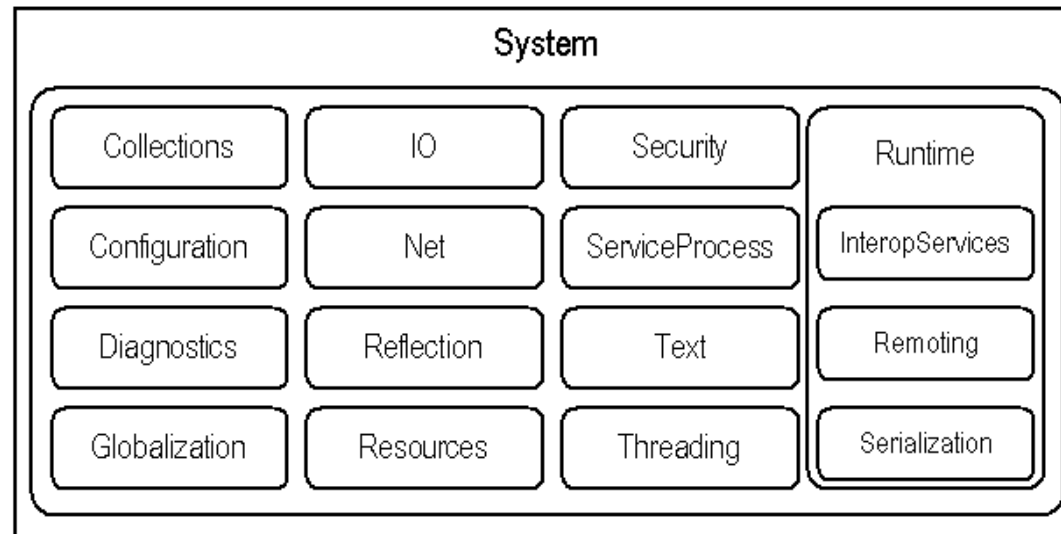 System
Collections
IO
Security
Runtime
Configuration
Net
ServiceProcess
InteropServices
Diagnostics
Reflection
Text
Remoting
Globalization
Resources
Threading
Serialization